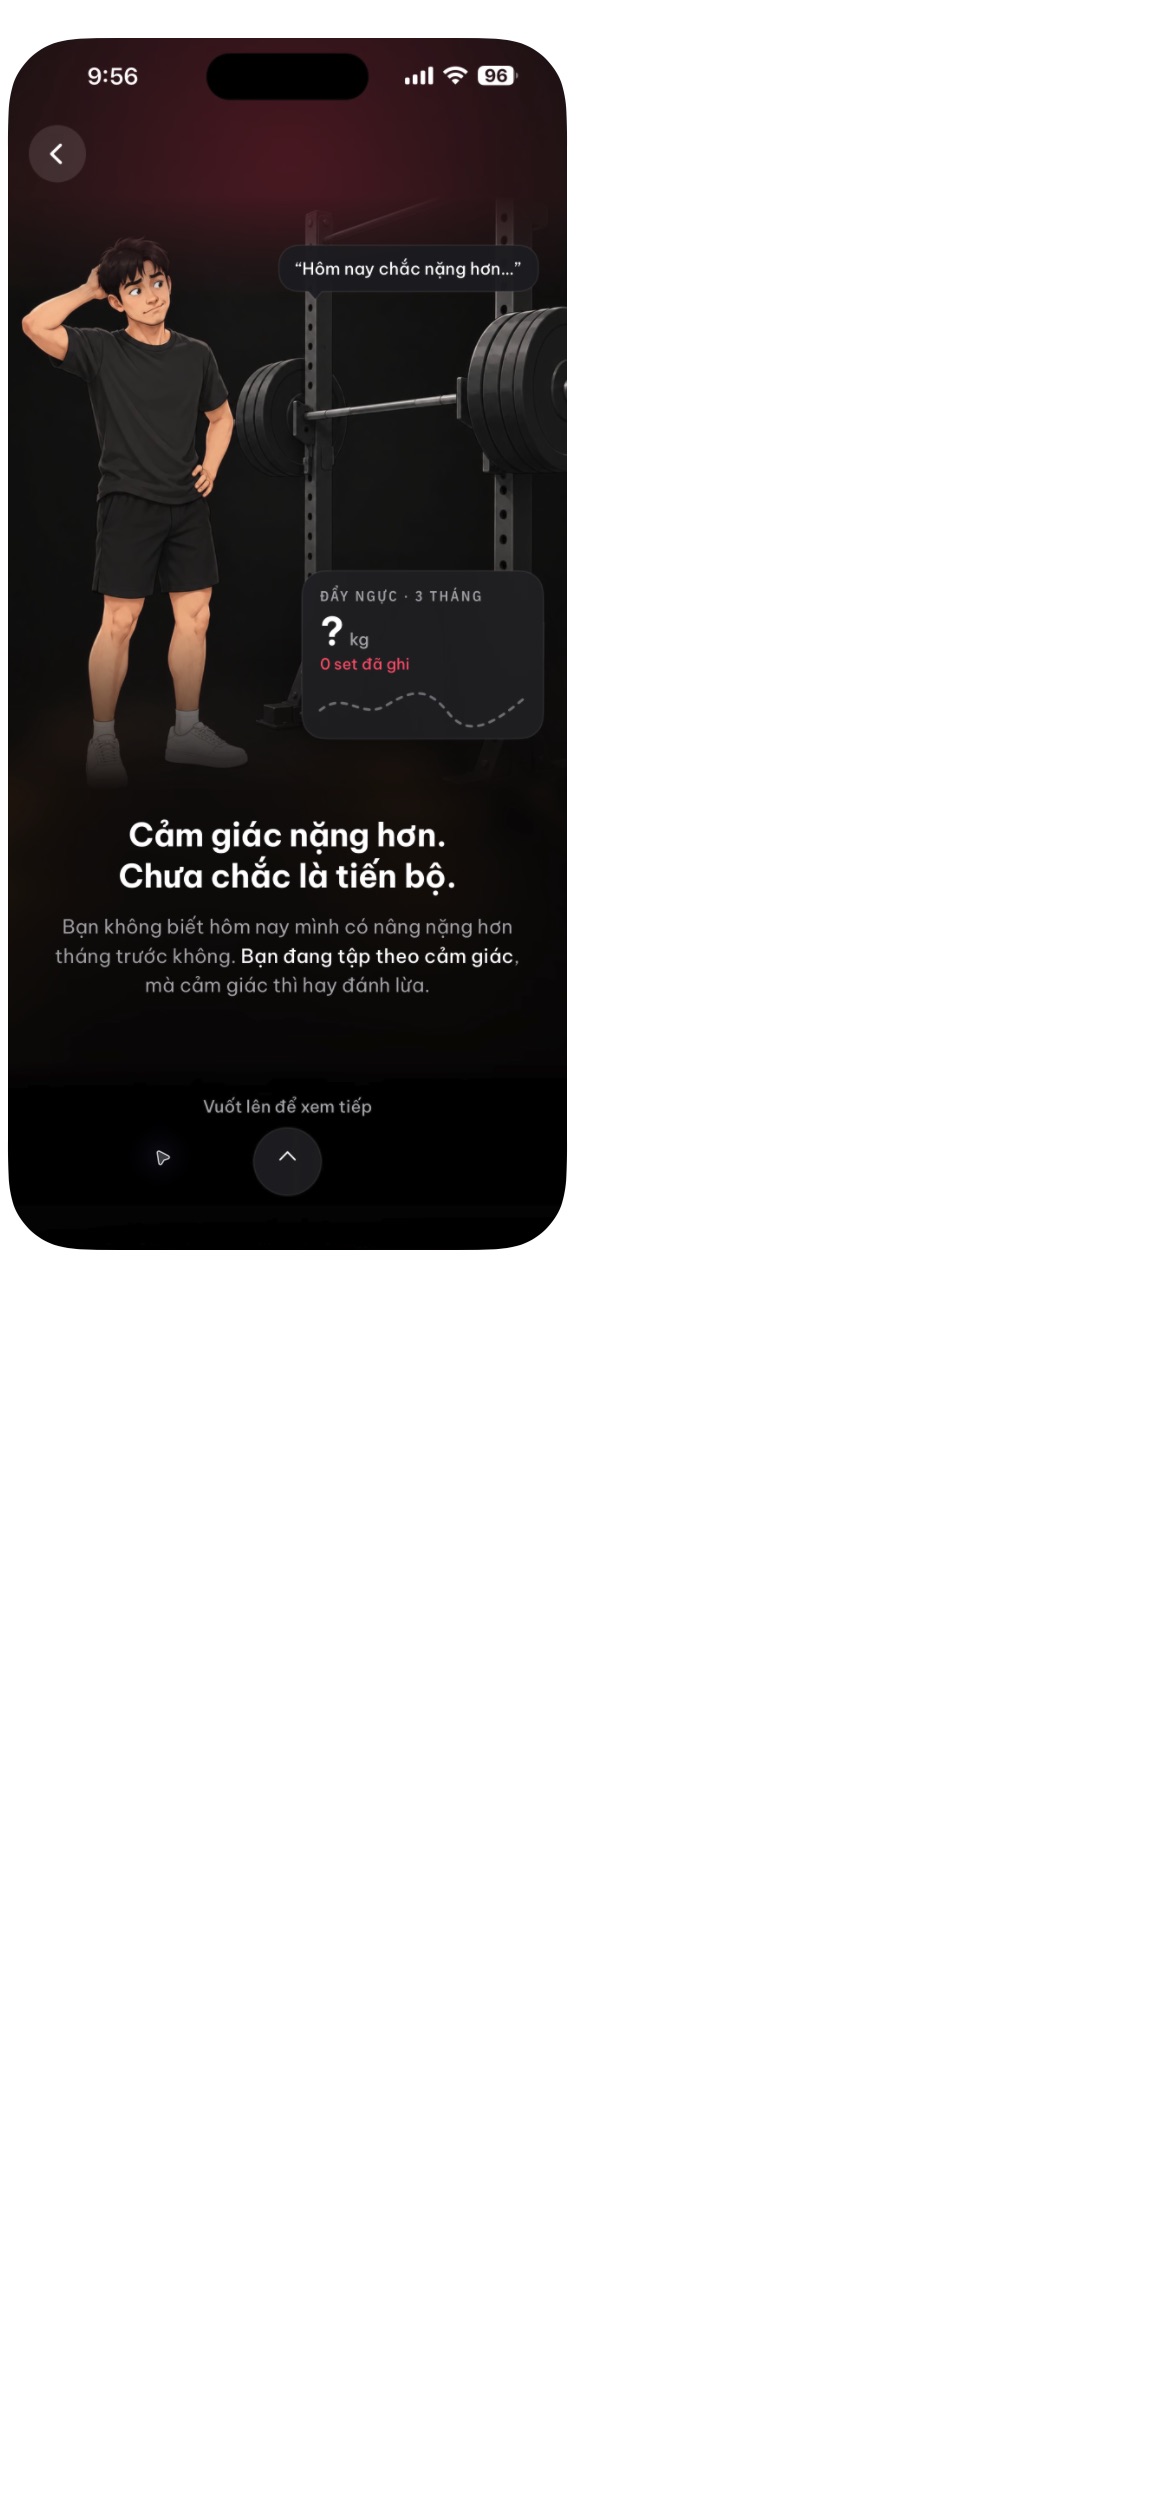 9:56
96
“Hôm nay chắc nặng hơn...”
ĐẨY NGỰC · 3 THÁNG
? kg
0 set đã ghi
Cảm giác nặng hơn.
Chưa chắc là tiến bộ.
Bạn không biết hôm nay mình có nâng nặng hơn
tháng trước không. Bạn đang tập theo cảm giác,
mà cảm giác thì hay đánh lừa.
Vuốt lên để xem tiếp